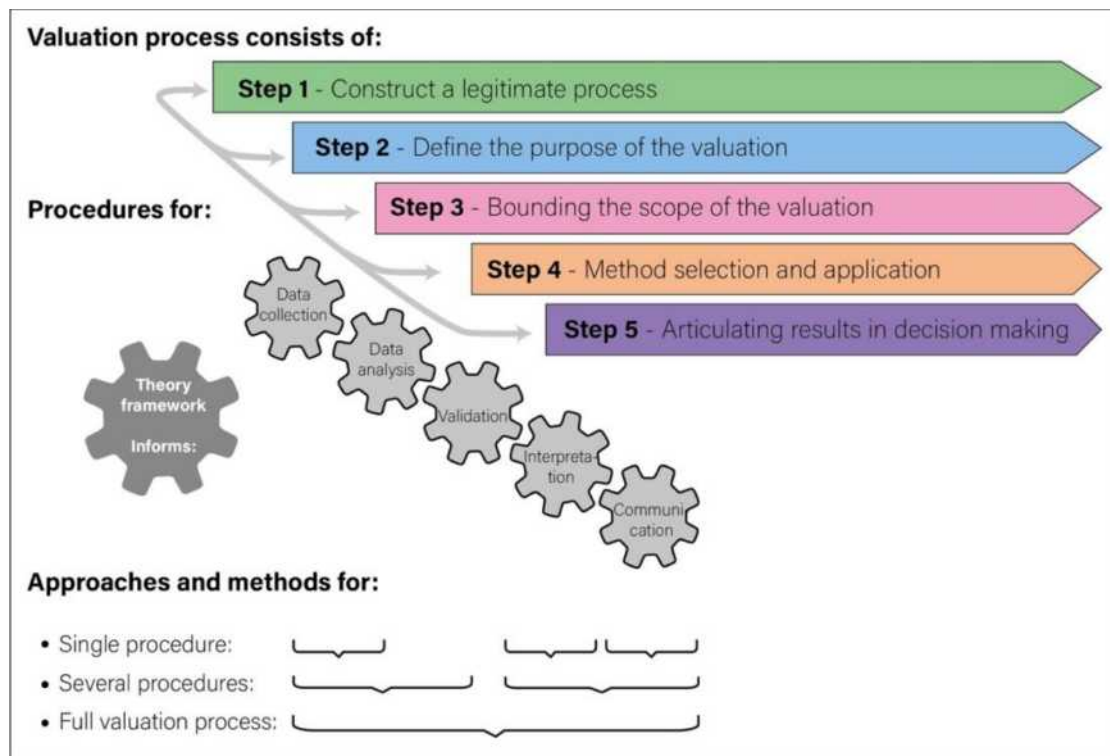 Valuation process consists of:
Step 1 - Construct a legitimate process
Step 2 - Define the purpose of the valuation
Step 3 - Bounding the scope of the valuation
Procedures for:
Step 4 - Method selection and application
Step 5 - Articulating results in decision making
Data
collection
Data
analysis
Validation
Interpreta-
tion
Communi-
cation
Theory
framework
Informs:
Approaches and methods for:
• Single procedure:
• Several procedures:
• Full valuation process: